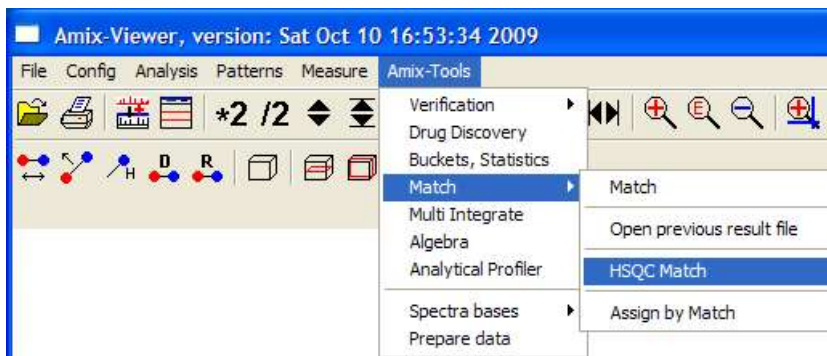 Amix-Viewer, version: Sat Oct 10 16:53:34 2009
File Config Analysis Patterns Measure Amix-Tools
*2 /2
E
H D R
Verification
Drug Discovery
Buckets, Statistics
Match
Multi Integrate
Algebra
Analytical Profiler
Spectra bases
Prepare data
Match
Open previous result file
HSQC Match
Assign by Match